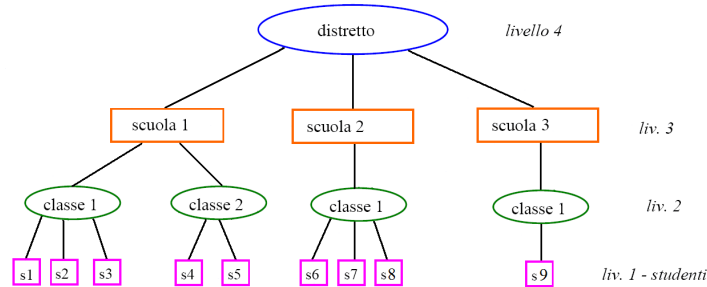 distretto
livello 4
scuola 1
scuola 2
scuola 3
liv. 3
classe 1
classe 2
classe 1
classe 1
liv. 2
s1
s2
s3
s4
s5
s6
s7
s8
s9
liv. 1 - studenti